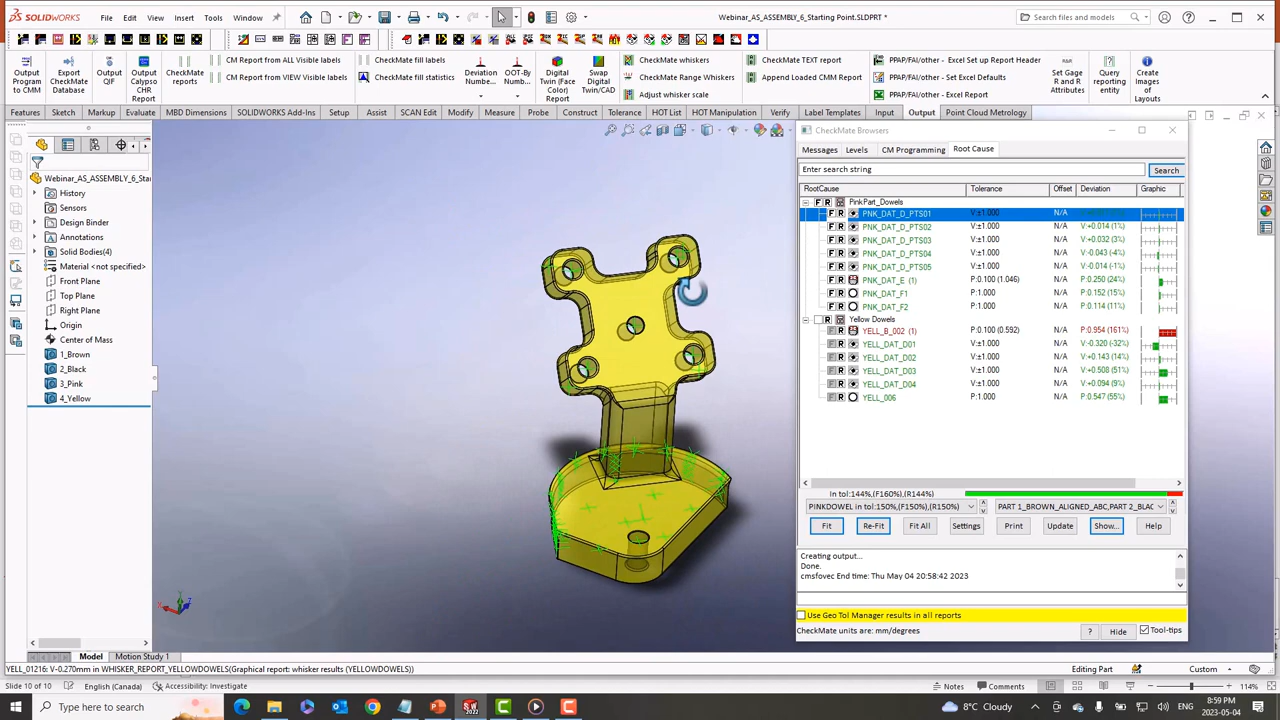 File Edit View Insert Tools Window
Webinar_AS_ASSEMBLY_6_Starting Point.SLDPRT *
Search files and models
Output Program to CMM
Export CheckMate Database
Output QIF
Output Calypso CHR Report
CheckMate reports
CM Report from ALL Visible labels
CM Report from VIEW Visible labels
CheckMate fill labels
CheckMate fill statistics
Deviation Numbe...
OOT-By Numb...
Digital Twin (Face Color) Report
Swap Digital Twin/CAD
CheckMate whiskers
CheckMate Range Whiskers
Adjust whisker scale
CheckMate TEXT report
Append Loaded CMM Report
PPAP/FAI/other - Excel Set up Report Header
PPAP/FAI/other - Set Excel Defaults
PPAP/FAI/other - Excel Report
Set Gage R and R Attributes
Query reporting entity
Create Images of Layouts
Features Sketch Markup Evaluate MBD Dimensions SOLIDWORKS Add-Ins Setup Assist SCAN Edit Modify Measure Probe Construct Tolerance HOT List HOT Manipulation Verify Label Templates Input Output Point Cloud Metrology
Webinar_AS_ASSEMBLY_6_Sta
History
Sensors
Design Binder
Annotations
Solid Bodies(4)
Material <not specified>
Front Plane
Top Plane
Right Plane
Origin
Center of Mass
1_Brown
2_Black
3_Pink
4_Yellow
CheckMate Browsers
Messages Levels CM Programming Root Cause
Enter search string Search
RootCause Tolerance Offset Deviation Graphic
F R PinkPart_Dowels
F R PNK_DAT_D_PTS01 V:±1.000 N/A
F R PNK_DAT_D_PTS02 V:±1.000 N/A V:+0.014 (1%)
F R PNK_DAT_D_PTS03 V:±1.000 N/A V:+0.032 (3%)
F R PNK_DAT_D_PTS04 V:±1.000 N/A V:-0.043 (-4%)
F R PNK_DAT_D_PTS05 V:±1.000 N/A V:-0.014 (-1%)
F R PNK_DAT_E (1) P:0.100 (1.046) N/A P:0.250 (24%)
F R PNK_DAT_F1 P:1.000 N/A P:0.152 (15%)
F R PNK_DAT_F2 P:1.000 N/A P:0.114 (11%)
R Yellow Dowels
F R YELL_B_002 (1) P:0.100 (0.592) N/A P:0.954 (161%)
F R YELL_DAT_D01 V:±1.000 N/A V:-0.320 (-32%)
F R YELL_DAT_D02 V:±1.000 N/A V:+0.143 (14%)
F R YELL_DAT_D03 V:±1.000 N/A V:+0.508 (51%)
F R YELL_DAT_D04 V:±1.000 N/A V:+0.094 (9%)
F R YELL_006 P:1.000 N/A P:0.547 (55%)
In tol:144%,(F160%),(R144%)
PINKDOWEL in tol:150%,(F150%),(R150%) PART 1_BROWN_ALIGNED_ABC,PART 2_BLAC
Fit Re-Fit Fit All Settings Print Update Show... Help
Creating output...
Done.
cmsfovec End time: Thu May 04 20:58:42 2023
Use Geo Tol Manager results in all reports
CheckMate units are: mm/degrees ? Hide Tool-tips
Model Motion Study 1
YELL_01216: V-0.270mm in WHISKER_REPORT_YELLOWDOWELS(Graphical report: whisker results (YELLOWDOWELS)) Editing Part Custom
Slide 10 of 10 English (Canada) Accessibility: Investigate Notes Comments 114%
Type here to search 8°C Cloudy ENG 8:59 PM
2023-05-04